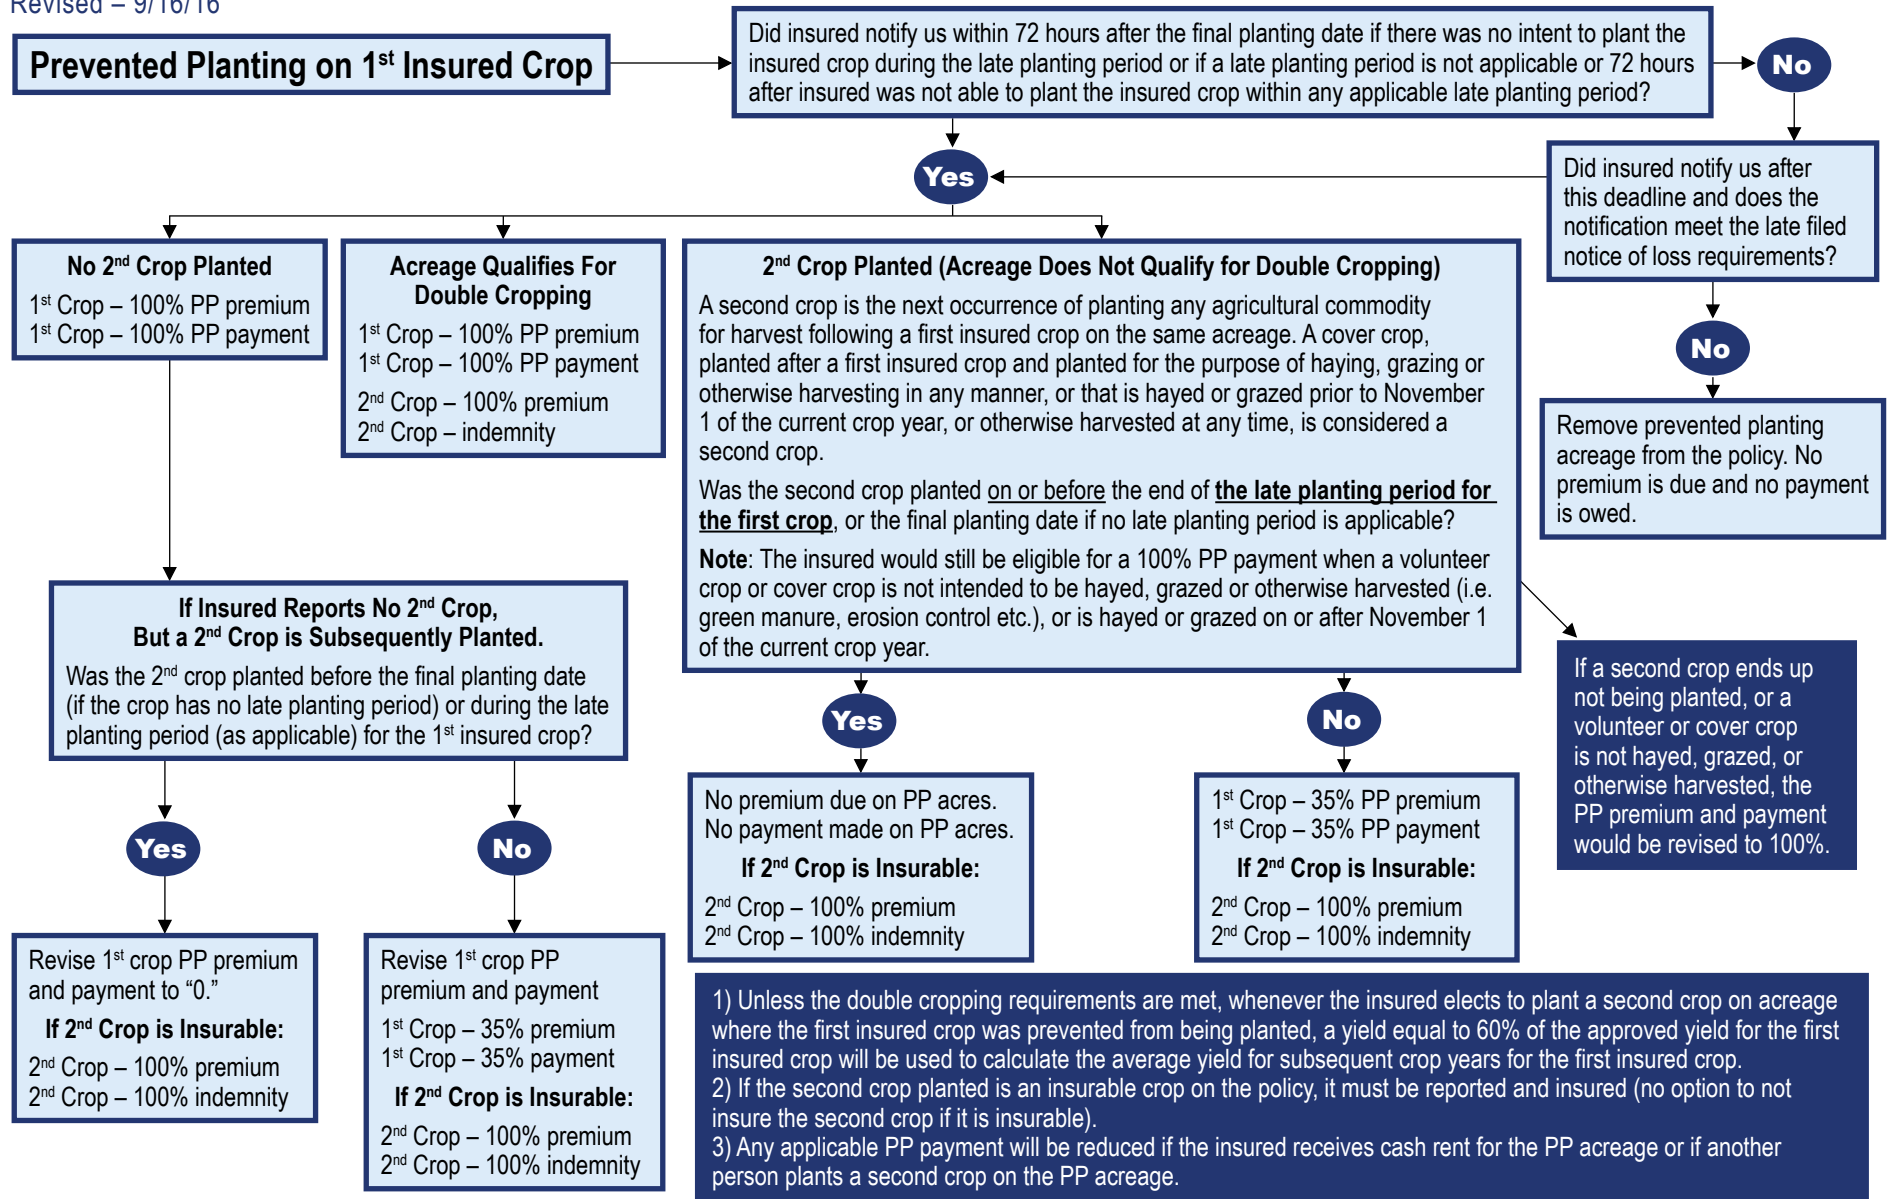 Revised – 9/16/16
Prevented Planting on 1st Insured Crop
Did insured notify us within 72 hours after the final planting date if there was no intent to plant the
insured crop during the late planting period or if a late planting period is not applicable or 72 hours
after insured was not able to plant the insured crop within any applicable late planting period?
No
Yes
Did insured notify us after
this deadline and does the
notification meet the late filed
notice of loss requirements?
No
Remove prevented planting
acreage from the policy. No
premium is due and no payment
is owed.
No 2nd Crop Planted
1st Crop – 100% PP premium
1st Crop – 100% PP payment
Acreage Qualifies For
Double Cropping
1st Crop – 100% PP premium
1st Crop – 100% PP payment
2nd Crop – 100% premium
2nd Crop – indemnity
2nd Crop Planted (Acreage Does Not Qualify for Double Cropping)
A second crop is the next occurrence of planting any agricultural commodity
for harvest following a first insured crop on the same acreage. A cover crop,
planted after a first insured crop and planted for the purpose of haying, grazing or
otherwise harvesting in any manner, or that is hayed or grazed prior to November
1 of the current crop year, or otherwise harvested at any time, is considered a
second crop.
Was the second crop planted on or before the end of the late planting period for
the first crop, or the final planting date if no late planting period is applicable?
Note: The insured would still be eligible for a 100% PP payment when a volunteer
crop or cover crop is not intended to be hayed, grazed or otherwise harvested (i.e.
green manure, erosion control etc.), or is hayed or grazed on or after November 1
of the current crop year.
If Insured Reports No 2nd Crop,
But a 2nd Crop is Subsequently Planted.
Was the 2nd crop planted before the final planting date
(if the crop has no late planting period) or during the late
planting period (as applicable) for the 1st insured crop?
Yes
No
Revise 1st crop PP premium
and payment to “0.”
If 2nd Crop is Insurable:
2nd Crop – 100% premium
2nd Crop – 100% indemnity
Revise 1st crop PP
premium and payment
1st Crop – 35% premium
1st Crop – 35% payment
If 2nd Crop is Insurable:
2nd Crop – 100% premium
2nd Crop – 100% indemnity
Yes
No
No premium due on PP acres.
No payment made on PP acres.
If 2nd Crop is Insurable:
2nd Crop – 100% premium
2nd Crop – 100% indemnity
1st Crop – 35% PP premium
1st Crop – 35% PP payment
If 2nd Crop is Insurable:
2nd Crop – 100% premium
2nd Crop – 100% indemnity
If a second crop ends up
not being planted, or a
volunteer or cover crop
is not hayed, grazed, or
otherwise harvested, the
PP premium and payment
would be revised to 100%.
1) Unless the double cropping requirements are met, whenever the insured elects to plant a second crop on acreage
where the first insured crop was prevented from being planted, a yield equal to 60% of the approved yield for the first
insured crop will be used to calculate the average yield for subsequent crop years for the first insured crop.
2) If the second crop planted is an insurable crop on the policy, it must be reported and insured (no option to not
insure the second crop if it is insurable).
3) Any applicable PP payment will be reduced if the insured receives cash rent for the PP acreage or if another
person plants a second crop on the PP acreage.